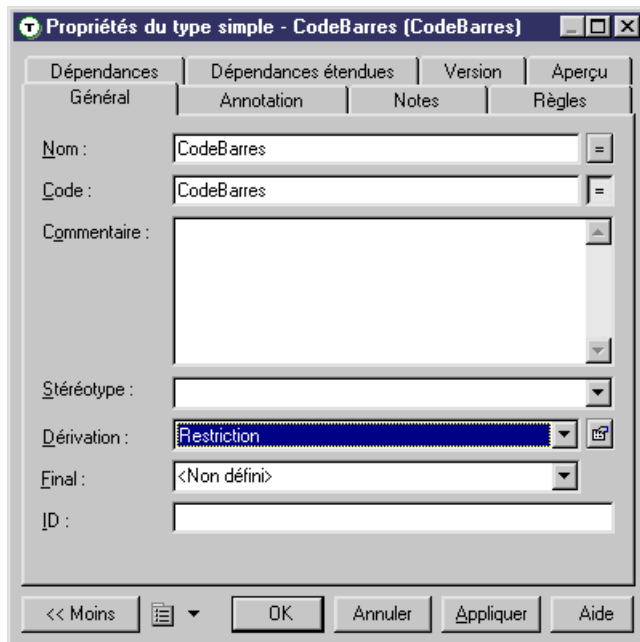 Propriétés du type simple - CodeBarres (CodeBarres)
Dépendances Dépendances étendues Version Aperçu
Général Annotation Notes Règles
Nom : CodeBarres =
Code : CodeBarres =
Commentaire :
Stéréotype :
Dérivation : Restriction
Final : <Non défini>
ID :
<< Moins OK Annuler Appliquer Aide